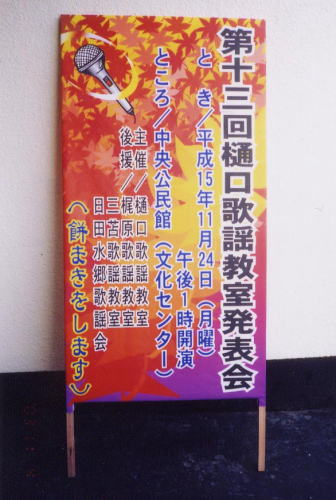 第十三回樋口歌謡教室発表会
とき／平成15年11月24日（月曜）
午後1時開演
ところ／中央公民館（文化センター）
主催／樋口歌謡教室
後援／梶原歌謡教室
三苫歌謡教室
日田水郷歌謡会
（餅まきをします）